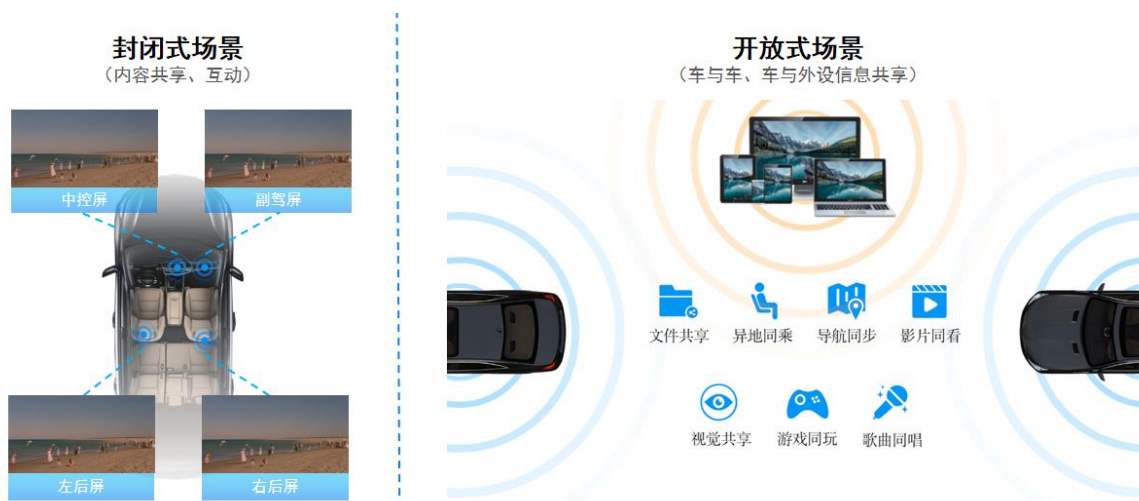 封闭式场景
（内容共享、互动）
中控屏
副驾屏
左后屏
右后屏
开放式场景
（车与车、车与外设信息共享）
文件共享
异地同乘
导航同步
影片同看
视觉共享
游戏同玩
歌曲同唱